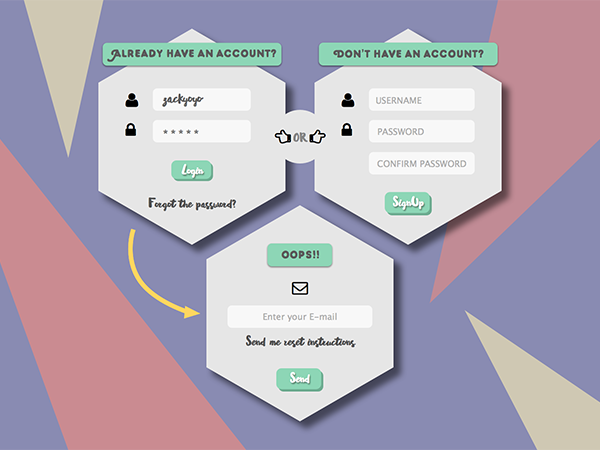 Already have an account?
zackyoyo
*****
Login
Forgot the password?
OR
Don't have an account?
USERNAME
PASSWORD
CONFIRM PASSWORD
SignUp
OOPS!!
Enter your E-mail
Send me reset instructions
Send